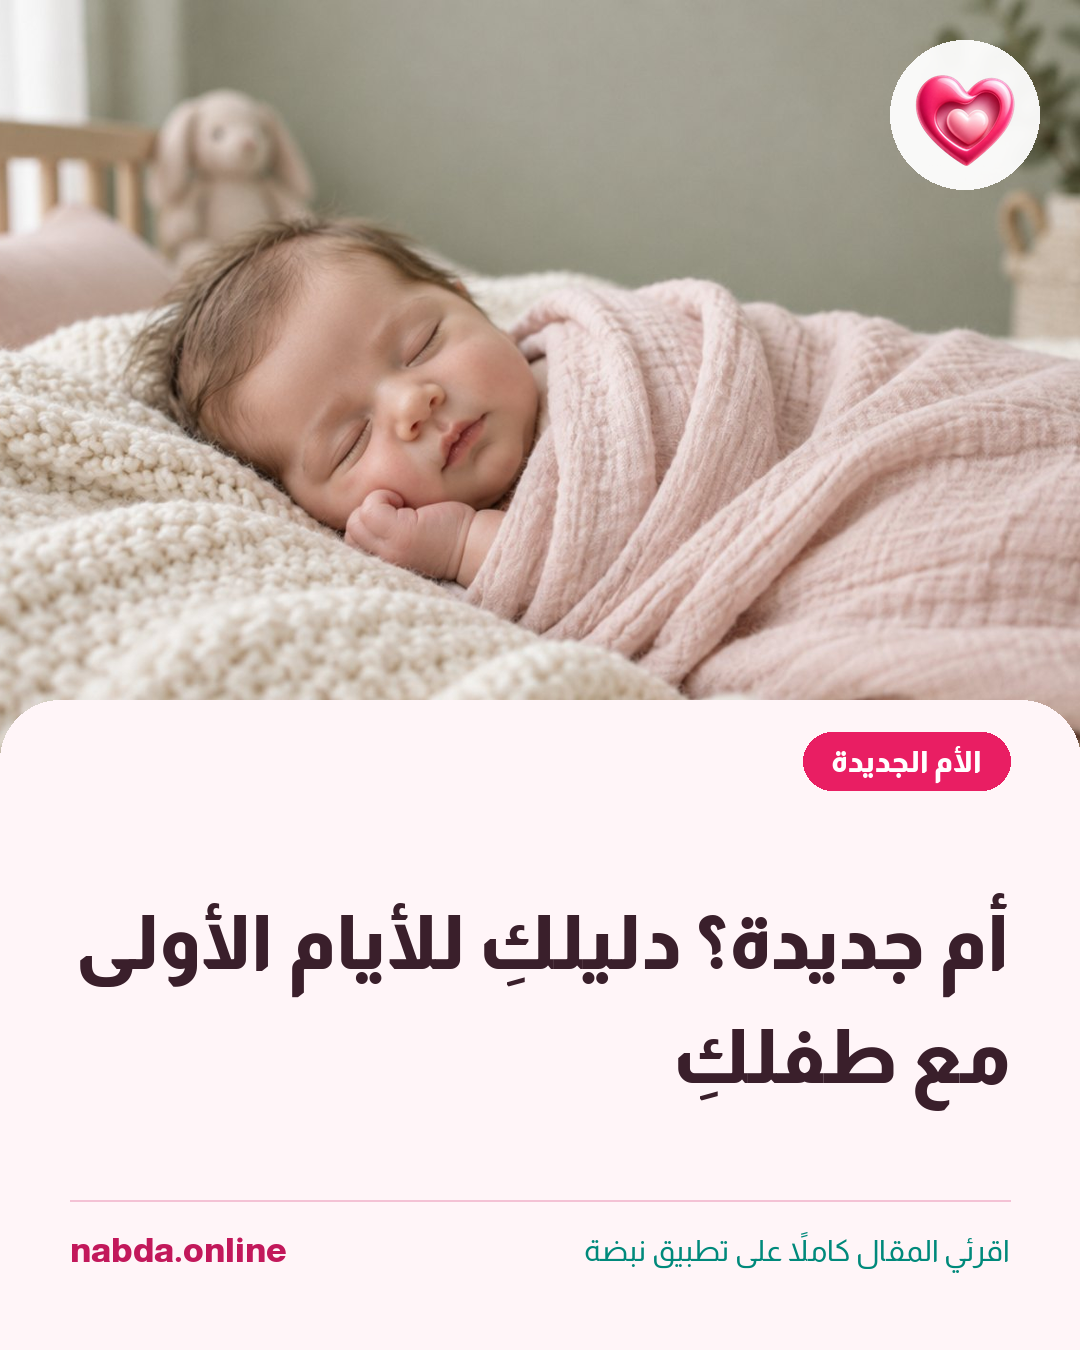 الأم الجديدة
أم جديدة؟ دليلكِ للأيام الأولى
مع طفلكِ
اقرئي المقال كاملًا على تطبيق نبضة
nabda.online